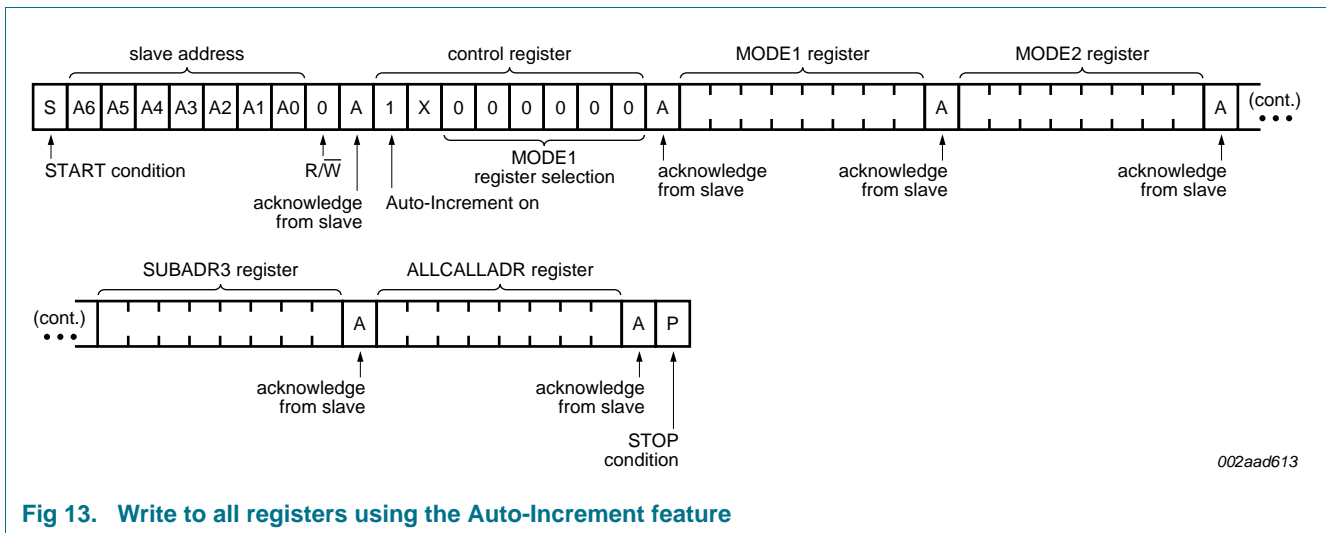 slave address control register MODE1 register MODE2 register
S A6 A5 A4 A3 A2 A1 A0 0 A 1 X 0 0 0 0 0 0 A A A (cont.)
START condition R/W̅ acknowledge from slave Auto-Increment on MODE1 register selection acknowledge from slave acknowledge from slave acknowledge from slave
SUBADR3 register ALLCALLADR register
(cont.) A A P
acknowledge from slave acknowledge from slave
STOP condition
002aad613
Fig 13. Write to all registers using the Auto-Increment feature